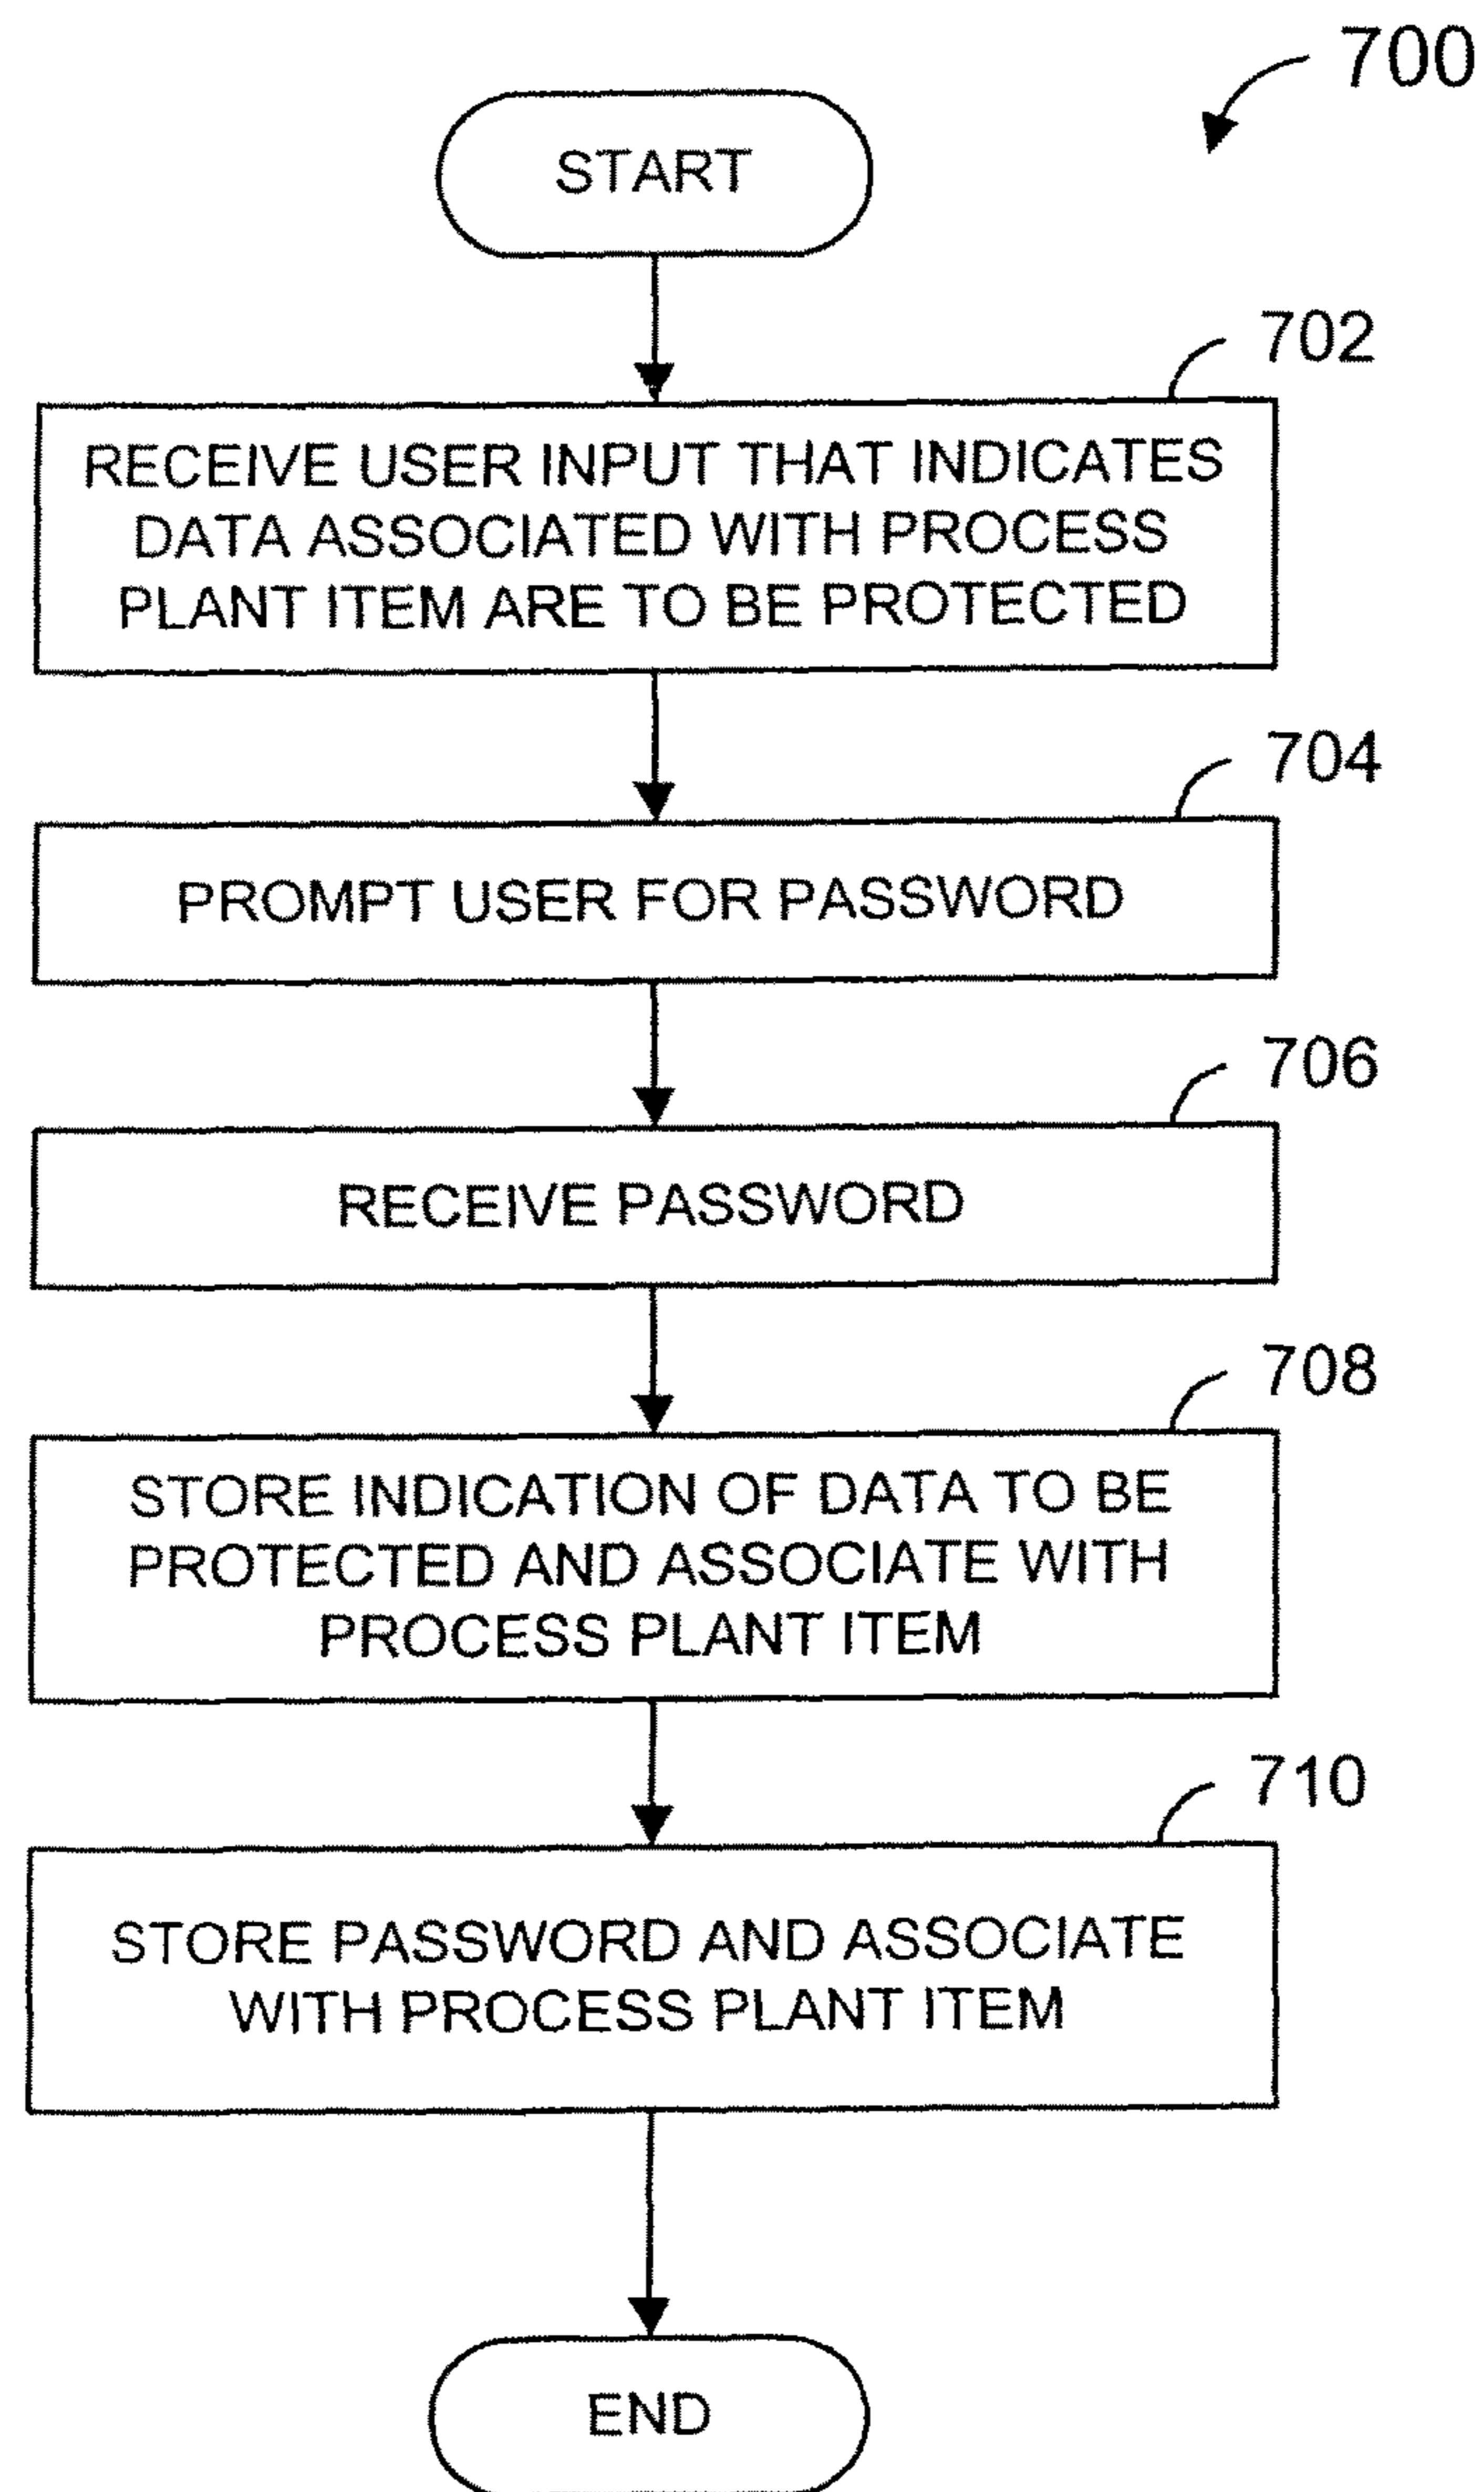 700
START
702
RECEIVE USER INPUT THAT INDICATES
DATA ASSOCIATED WITH PROCESS
PLANT ITEM ARE TO BE PROTECTED
704
PROMPT USER FOR PASSWORD
706
RECEIVE PASSWORD
708
STORE INDICATION OF DATA TO BE
PROTECTED AND ASSOCIATE WITH
PROCESS PLANT ITEM
710
STORE PASSWORD AND ASSOCIATE
WITH PROCESS PLANT ITEM
END